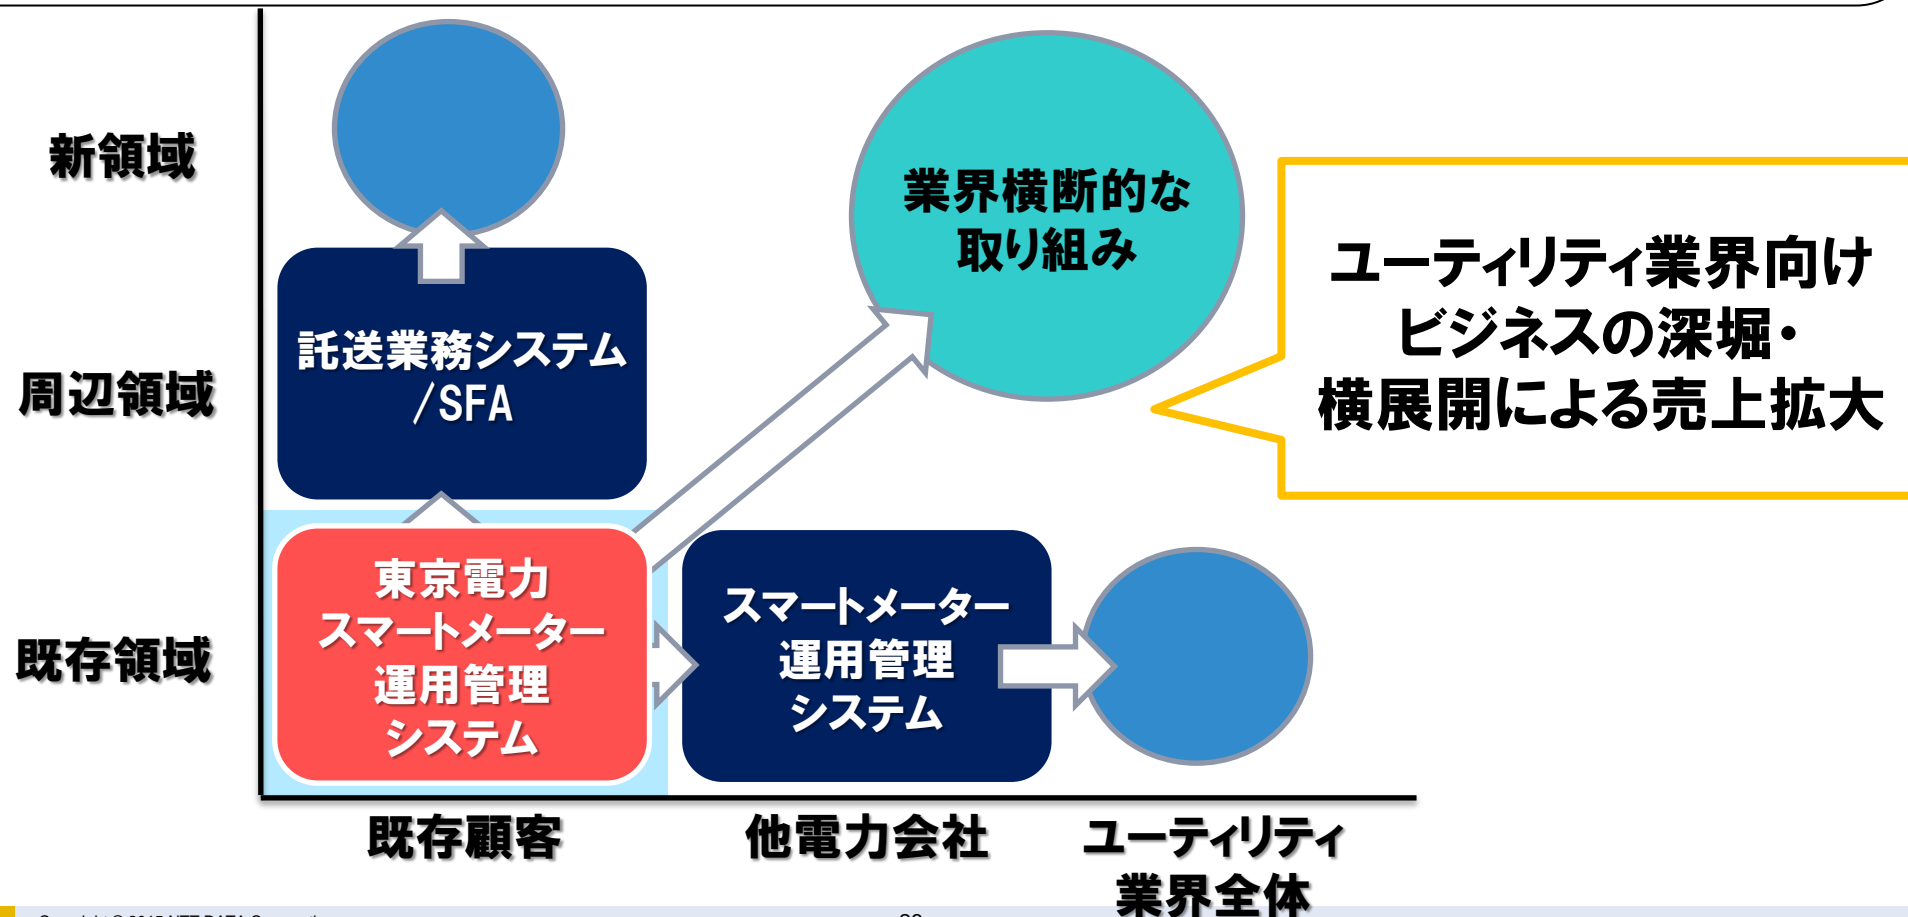 新領域
業界横断的な
取り組み
ユーティリティ業界向け
ビジネスの深堀・
横展開による売上拡大
周辺領域
託送業務システム
/SFA
既存領域
東京電力
スマートメーター
運用管理
システム
スマートメーター
運用管理
システム
既存顧客
他電力会社
ユーティリティ
業界全体